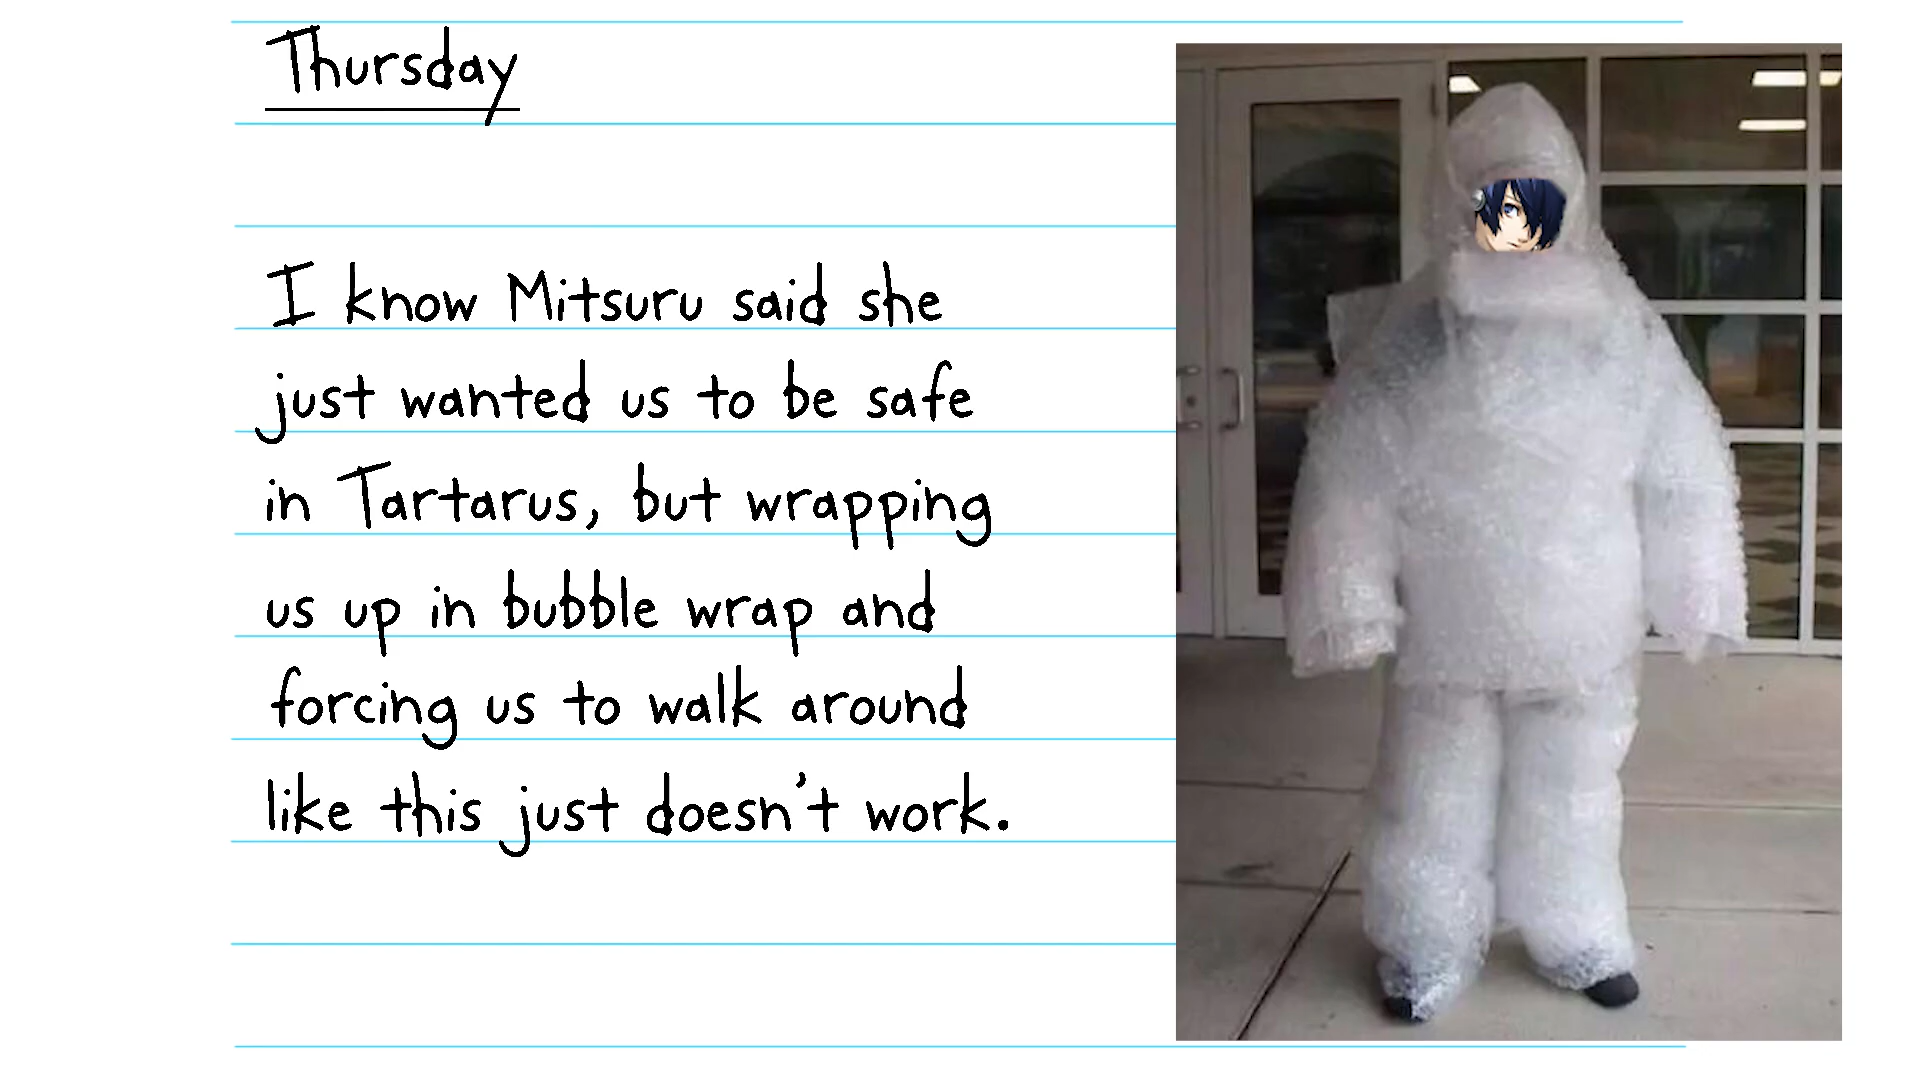 Thursday
I know Mitsuru said she
just wanted us to be safe
in Tartarus, but wrapping
us up in bubble wrap and
forcing us to walk around
like this just doesn't work.